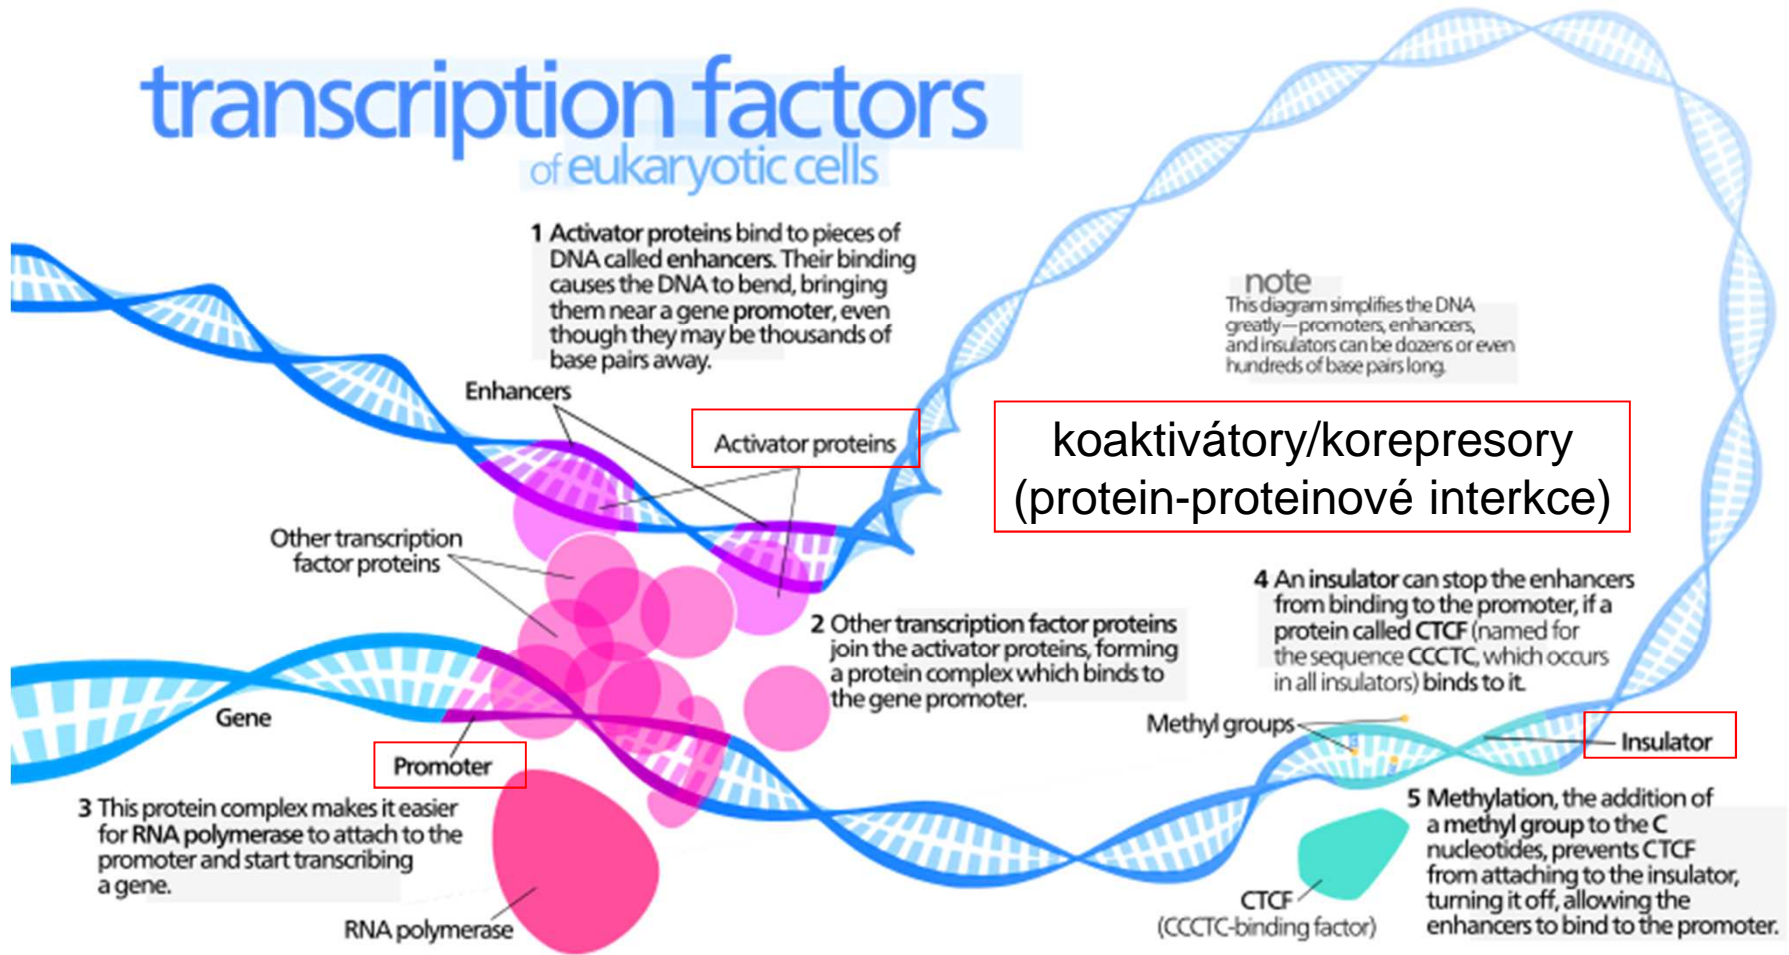 transcription factors
of eukaryotic cells
1 Activator proteins bind to pieces of
DNA called enhancers. Their binding
causes the DNA to bend, bringing
them near a gene promoter, even
though they may be thousands of
base pairs away.
note
This diagram simplifies the DNA
greatly—promoters, enhancers,
and insulators can be dozens or even
hundreds of base pairs long.
Enhancers
Activator proteins
koaktivátory/korepresory
(protein-proteinové interkce)
Other transcription
factor proteins
2 Other transcription factor proteins
join the activator proteins, forming
a protein complex which binds to
the gene promoter.
4 An insulator can stop the enhancers
from binding to the promoter, if a
protein called CTCF (named for
the sequence CCCTC, which occurs
in all insulators) binds to it.
Gene
Promoter
Methyl groups
Insulator
3 This protein complex makes it easier
for RNA polymerase to attach to the
promoter and start transcribing
a gene.
RNA polymerase
CTCF
(CCCTC-binding factor)
5 Methylation, the addition of
a methyl group to the C
nucleotides, prevents CTCF
from attaching to the insulator,
turning it off, allowing the
enhancers to bind to the promoter.